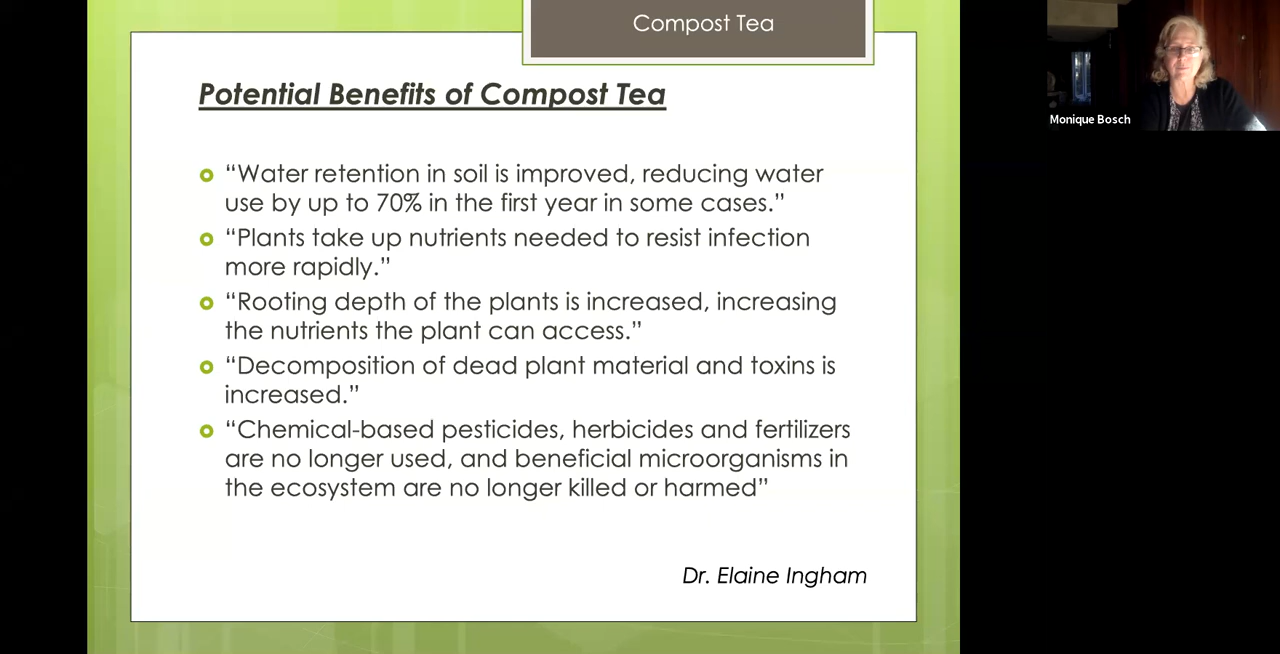 Compost Tea
Potential Benefits of Compost Tea
“Water retention in soil is improved, reducing water
use by up to 70% in the first year in some cases.”
“Plants take up nutrients needed to resist infection
more rapidly.”
“Rooting depth of the plants is increased, increasing
the nutrients the plant can access.”
“Decomposition of dead plant material and toxins is
increased.”
“Chemical-based pesticides, herbicides and fertilizers
are no longer used, and beneficial microorganisms in
the ecosystem are no longer killed or harmed”
Dr. Elaine Ingham
Monique Bosch